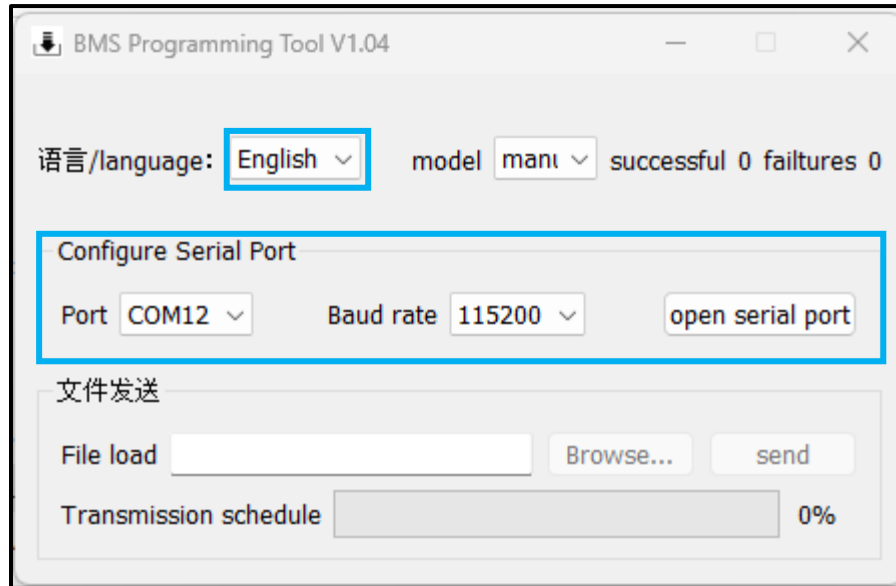 BMS Programming Tool V1.04
语言/language: English model manu successful 0 failtures 0
Configure Serial Port
Port COM12 Baud rate 115200 open serial port
文件发送
File load Browse... send
Transmission schedule 0%